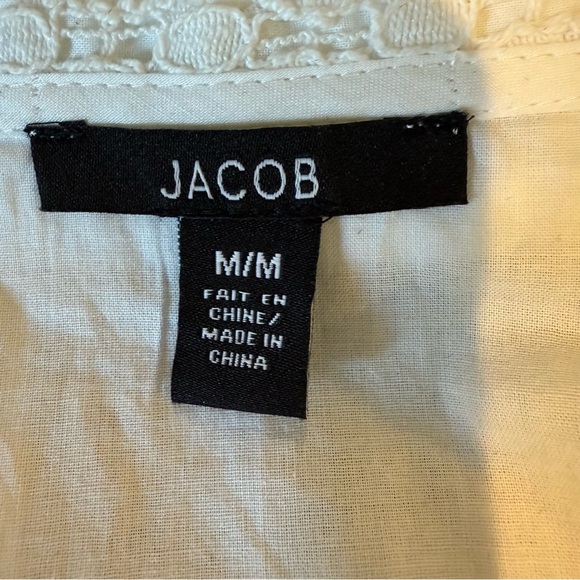 JACOB
M/M
FAIT EN
CHINE/
MADE IN
CHINA